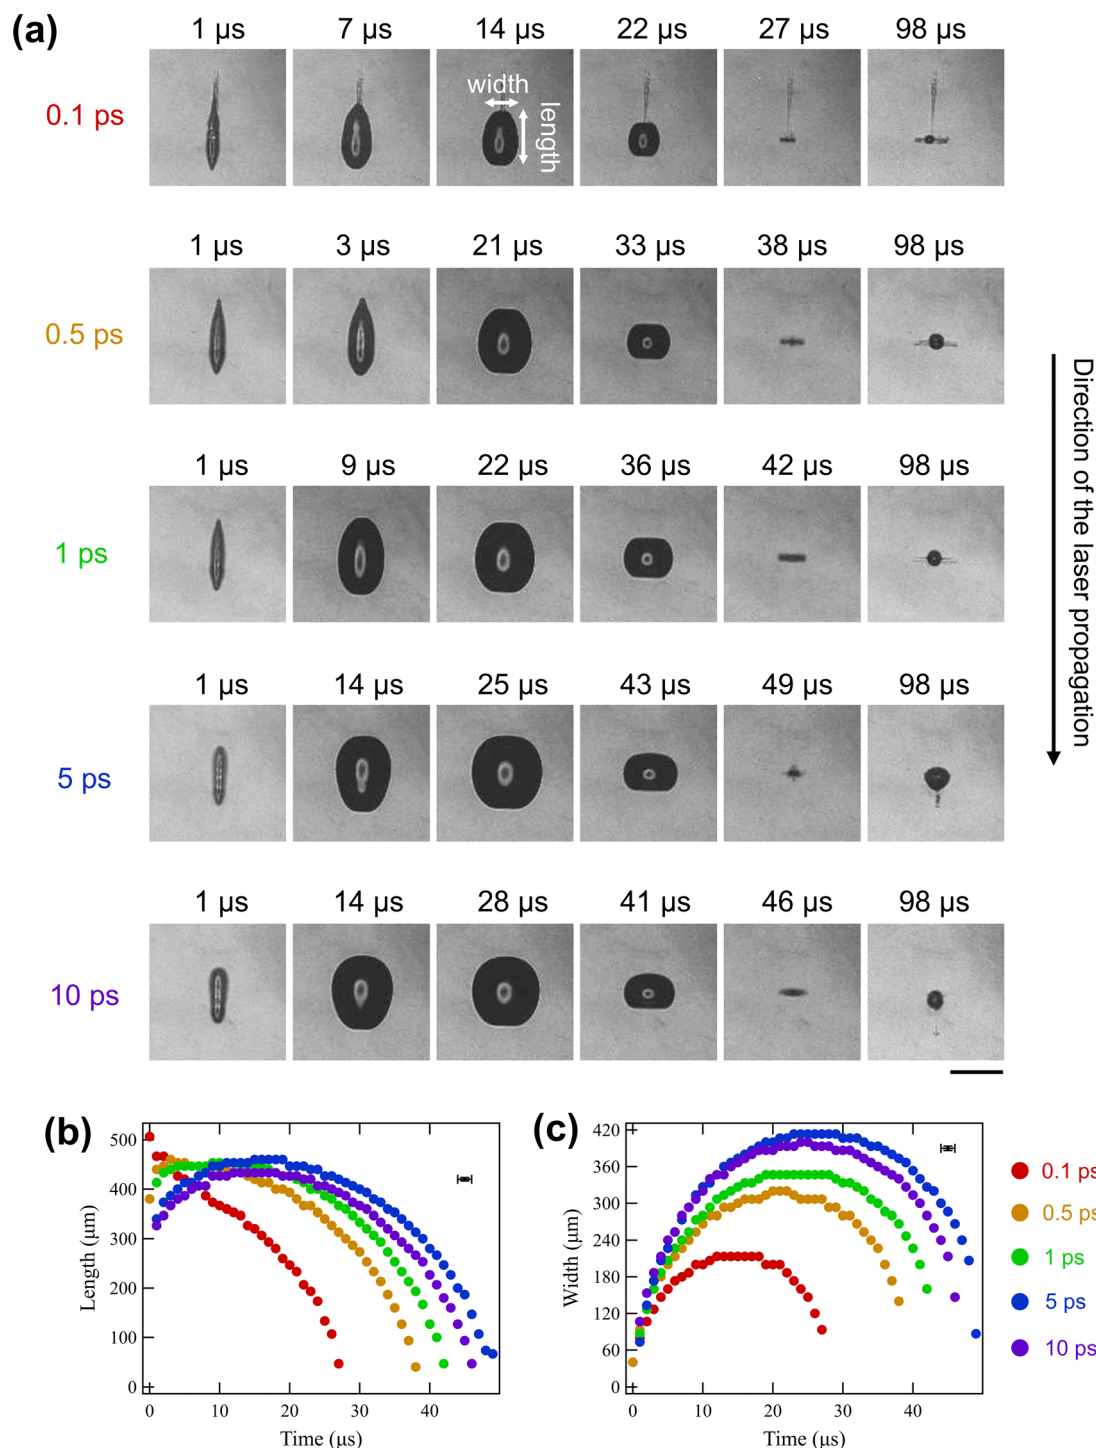 (a)
1 µs 7 µs 14 µs 22 µs 27 µs 98 µs
0.1 ps
width
length
1 µs 3 µs 21 µs 33 µs 38 µs 98 µs
0.5 ps
1 µs 9 µs 22 µs 36 µs 42 µs 98 µs
1 ps
1 µs 14 µs 25 µs 43 µs 49 µs 98 µs
5 ps
1 µs 14 µs 28 µs 41 µs 46 µs 98 µs
10 ps
Direction of the laser propagation
(b)
Length (µm)
500
400
300
200
100
0
0 10 20 30 40
Time (µs)
(c)
Width (µm)
420
360
300
240
180
120
60
0
0 10 20 30 40
Time (µs)
0.1 ps
0.5 ps
1 ps
5 ps
10 ps